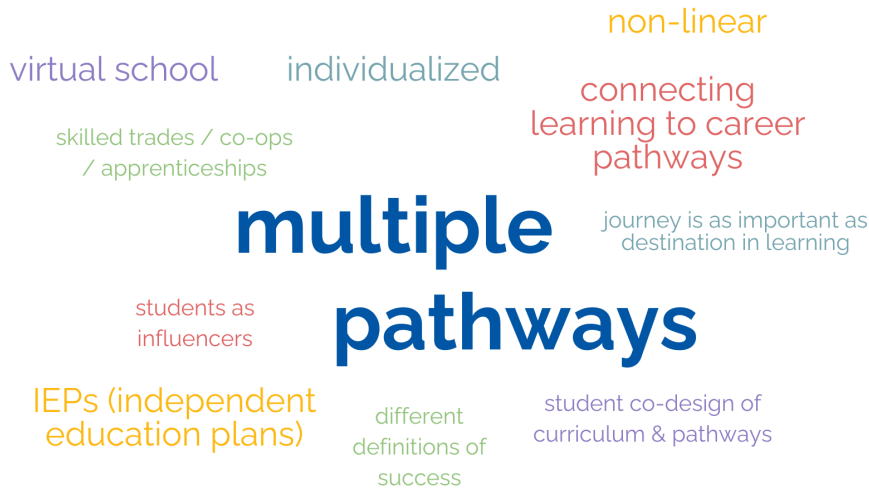 non-linear
virtual school
individualized
connecting
learning to career
pathways
skilled trades / co-ops
/ apprenticeships
multiple
pathways
journey is as important as
destination in learning
students as
influencers
IEPs (independent
education plans)
different
definitions of
success
student co-design of
curriculum & pathways